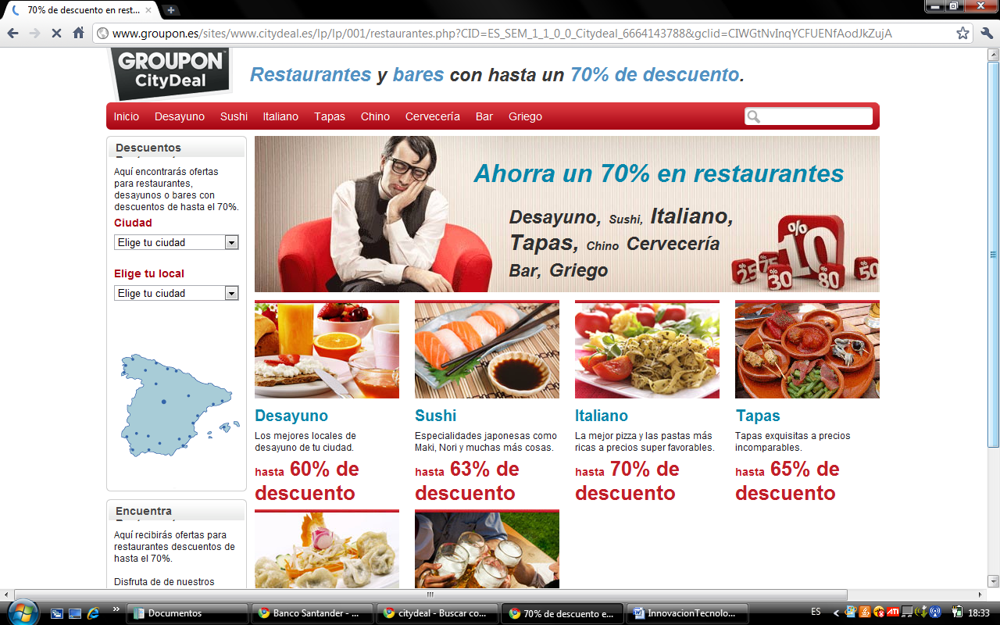 70% de descuento en rest...
www.groupon.es/sites/www.citydeal.es/lp/lp/001/restaurantes.php?CID=ES_SEM_1_1_0_0_Citydeal_6664143788&gclid=CIWGtNvInqYCFUENfAodJkZujA
GROUPON™
CityDeal
Restaurantes y bares con hasta un 70% de descuento.
Inicio Desayuno Sushi Italiano Tapas Chino Cervecería Bar Griego
Descuentos
Aquí encontrarás ofertas
para restaurantes,
desayunos o bares con
descuentos de hasta el 70%.
Ciudad
Elige tu ciudad
Elige tu local
Elige tu ciudad
Ahorra un 70% en restaurantes
Desayuno, Sushi, Italiano,
Tapas, Chino Cervecería
Bar, Griego
% 10
% 25
% 30
% 80
% 50
Desayuno
Los mejores locales de
desayuno de tu ciudad.
hasta 60% de
descuento
Sushi
Especialidades japonesas como
Maki, Nori y muchas más cosas.
hasta 63% de
descuento
Italiano
La mejor pizza y las pastas más
ricas a precios super favorables.
hasta 70% de
descuento
Tapas
Tapas exquisitas a precios
incomparables.
hasta 65% de
descuento
Encuentra
Aquí recibirás ofertas para
restaurantes descuentos de
hasta el 70%.
Disfruta de de nuestros
Documentos
Banco Santander - ...
citydeal - Buscar co...
70% de descuento e...
InnovacionTecnolo...
ES
ATI
18:33